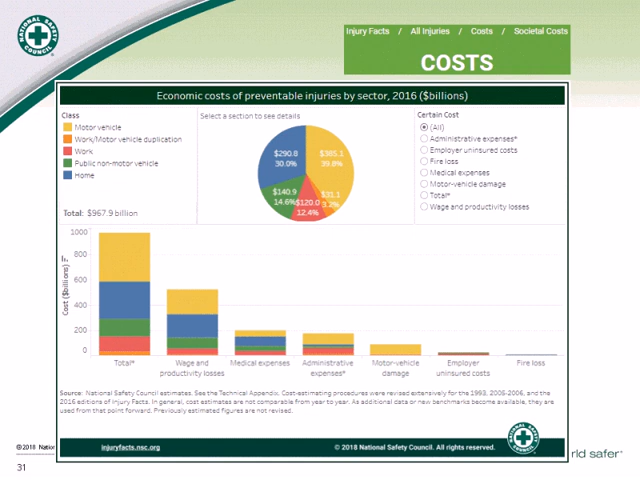 NATIONAL SAFETY COUNCIL
Injury Facts / All Injuries / Costs / Societal Costs
COSTS
Economic costs of preventable injuries by sector, 2016 ($billions)
Class
Motor vehicle
Work/Motor vehicle duplication
Work
Public non-motor vehicle
Home
Total: $967.9 billion
Select a section to see details
$290.8
30.0%
$385.1
39.8%
$140.9
14.6%
$120.0
12.4%
$31.1
3.2%
Certain Cost
(All)
Administrative expenses*
Employer uninsured costs
Fire loss
Medical expenses
Motor-vehicle damage
Total*
Wage and productivity losses
Cost ($billions)
1000
800
600
400
200
0
Total*
Wage and
productivity losses
Medical expenses
Administrative
expenses*
Motor-vehicle
damage
Employer
uninsured costs
Fire loss
Source: National Safety Council estimates. See the Technical Appendix. Cost-estimating procedures were revised extensively for the 1993, 2005-2006, and the
2016 editions of Injury Facts. In general, cost estimates are not comparable from year to year. As additional data or new benchmarks become available, they are
used from that point forward. Previously estimated figures are not revised.
injuryfacts.nsc.org
© 2018 National Safety Council. All rights reserved.
© 2018 Nation
rld safer
31